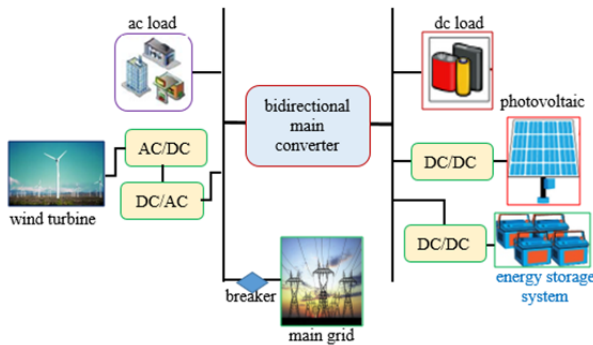 ac load
dc load
bidirectional
main
converter
photovoltaic
AC/DC
DC/DC
DC/AC
wind turbine
DC/DC
energy storage
system
breaker
main grid